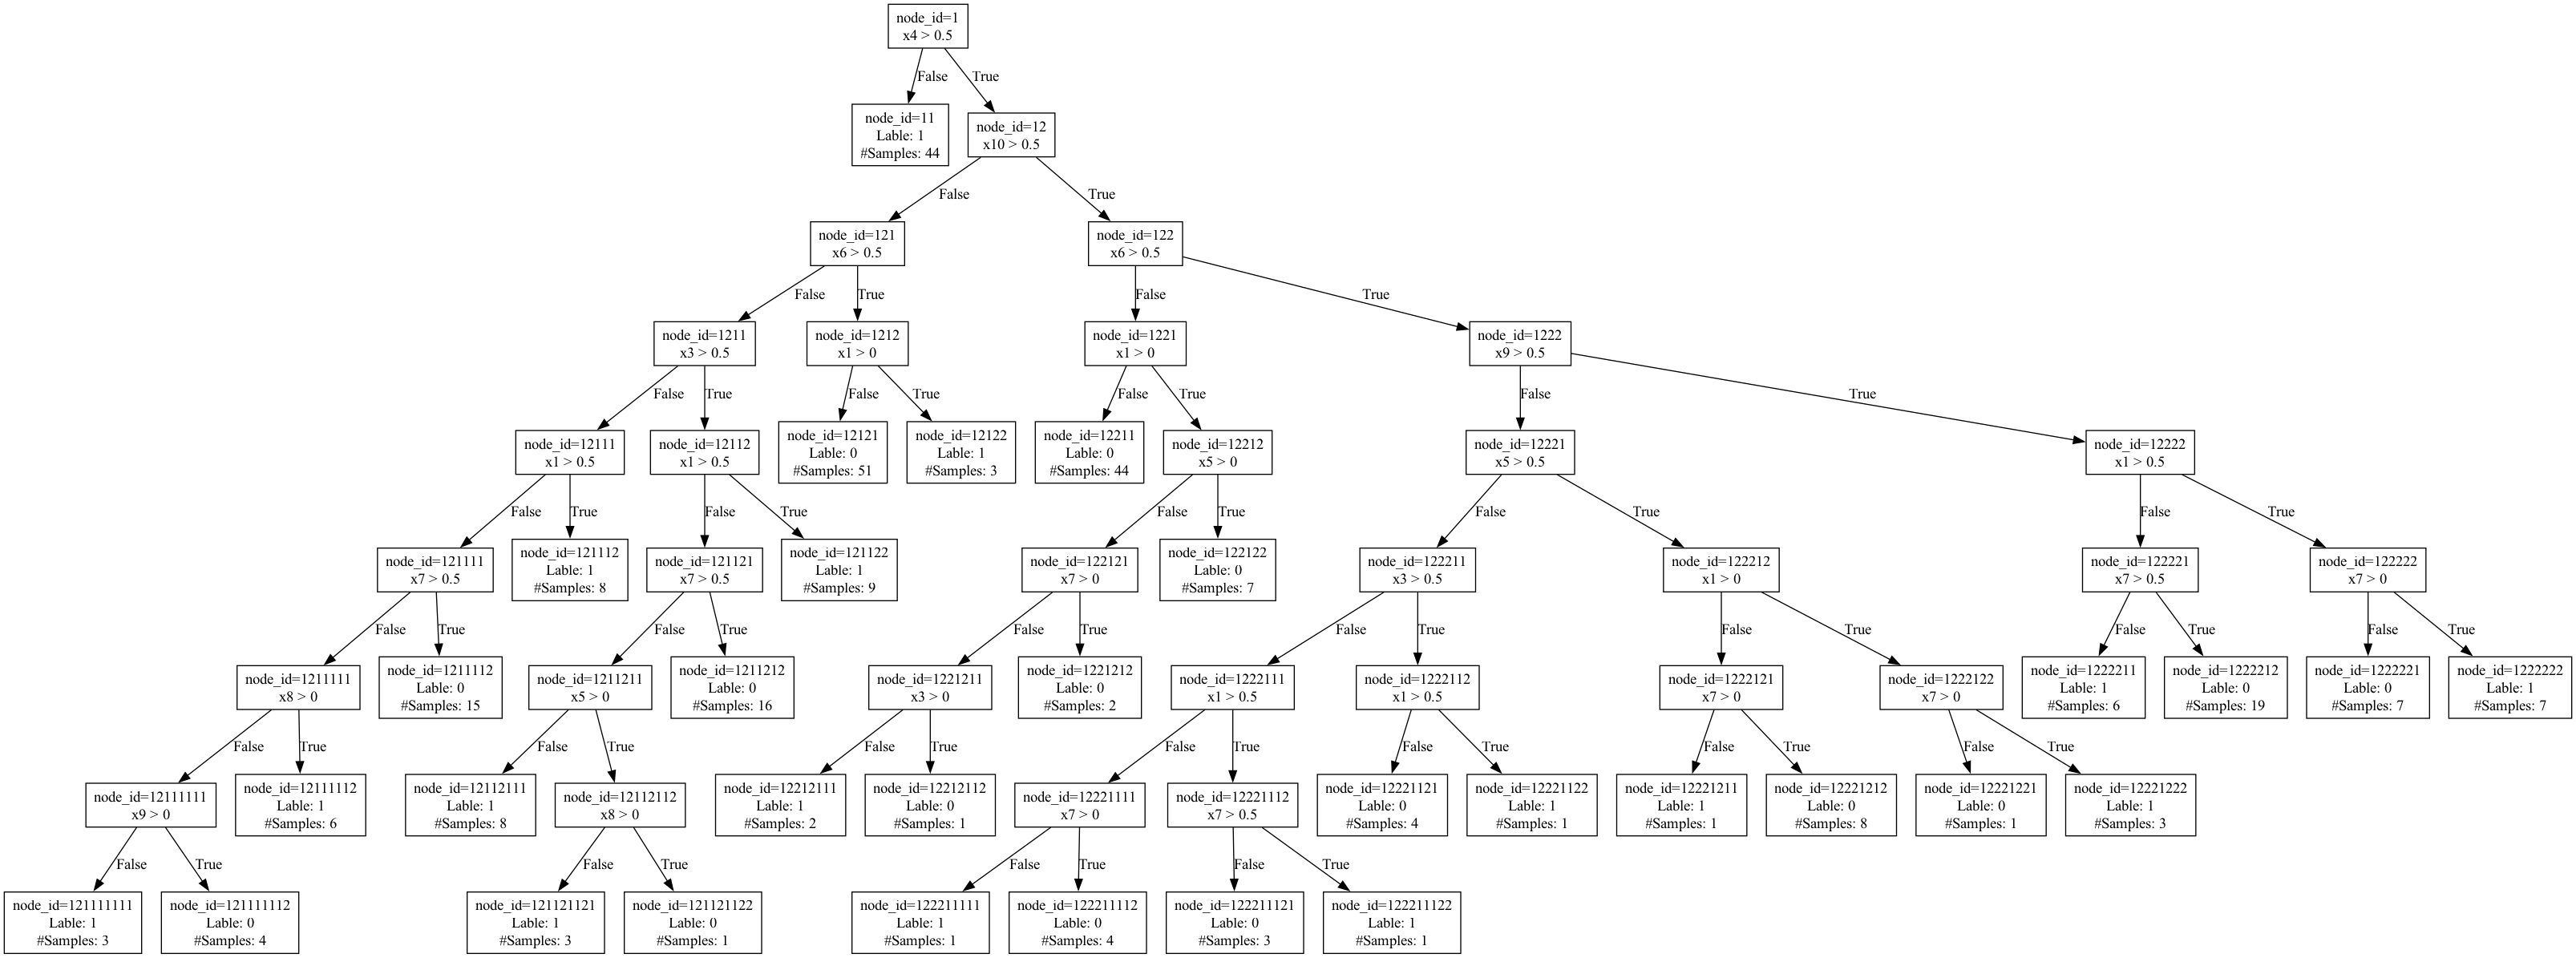 node_id=1
x4 > 0.5
False
True
node_id=11
Lable: 1
#Samples: 44
node_id=12
x10 > 0.5
False
True
node_id=121
x6 > 0.5
node_id=122
x6 > 0.5
False
True
False
True
node_id=1211
x3 > 0.5
node_id=1212
x1 > 0
node_id=1221
x1 > 0
node_id=1222
x9 > 0.5
False
True
False
True
False
True
False
True
node_id=12111
x1 > 0.5
node_id=12112
x1 > 0.5
node_id=12121
Lable: 0
#Samples: 51
node_id=12122
Lable: 1
#Samples: 3
node_id=12211
Lable: 0
#Samples: 44
node_id=12212
x5 > 0
node_id=12221
x5 > 0.5
node_id=12222
x1 > 0.5
False
True
False
True
False
True
False
True
False
True
node_id=121111
x7 > 0.5
node_id=121112
Lable: 1
#Samples: 8
node_id=121121
x7 > 0.5
node_id=121122
Lable: 1
#Samples: 9
node_id=122121
x7 > 0
node_id=122122
Lable: 0
#Samples: 7
node_id=122211
x3 > 0.5
node_id=122212
x1 > 0
node_id=122221
x7 > 0.5
node_id=122222
x7 > 0
False
True
False
True
False
True
False
True
False
True
False
True
False
True
node_id=1211111
x8 > 0
node_id=1211112
Lable: 0
#Samples: 15
node_id=1211211
x5 > 0
node_id=1211212
Lable: 0
#Samples: 16
node_id=1221211
x3 > 0
node_id=1221212
Lable: 0
#Samples: 2
node_id=1222111
x1 > 0.5
node_id=1222112
x1 > 0.5
node_id=1222121
x7 > 0
node_id=1222122
x7 > 0
node_id=1222211
Lable: 1
#Samples: 6
node_id=1222212
Lable: 0
#Samples: 19
node_id=1222221
Lable: 0
#Samples: 7
node_id=1222222
Lable: 1
#Samples: 7
False
True
False
True
False
True
False
True
False
True
False
True
False
True
node_id=12111111
x9 > 0
node_id=12111112
Lable: 1
#Samples: 6
node_id=12112111
Lable: 1
#Samples: 8
node_id=12112112
x8 > 0
node_id=12212111
Lable: 1
#Samples: 2
node_id=12212112
Lable: 0
#Samples: 1
node_id=12221111
x7 > 0
node_id=12221112
x7 > 0.5
node_id=12221121
Lable: 0
#Samples: 4
node_id=12221122
Lable: 1
#Samples: 1
node_id=12221211
Lable: 1
#Samples: 1
node_id=12221212
Lable: 0
#Samples: 8
node_id=12221221
Lable: 0
#Samples: 1
node_id=12221222
Lable: 1
#Samples: 3
False
True
False
True
False
True
False
True
node_id=121111111
Lable: 1
#Samples: 3
node_id=121111112
Lable: 0
#Samples: 4
node_id=121121121
Lable: 1
#Samples: 3
node_id=121121122
Lable: 0
#Samples: 1
node_id=122211111
Lable: 1
#Samples: 1
node_id=122211112
Lable: 0
#Samples: 4
node_id=122211121
Lable: 0
#Samples: 3
node_id=122211122
Lable: 1
#Samples: 1